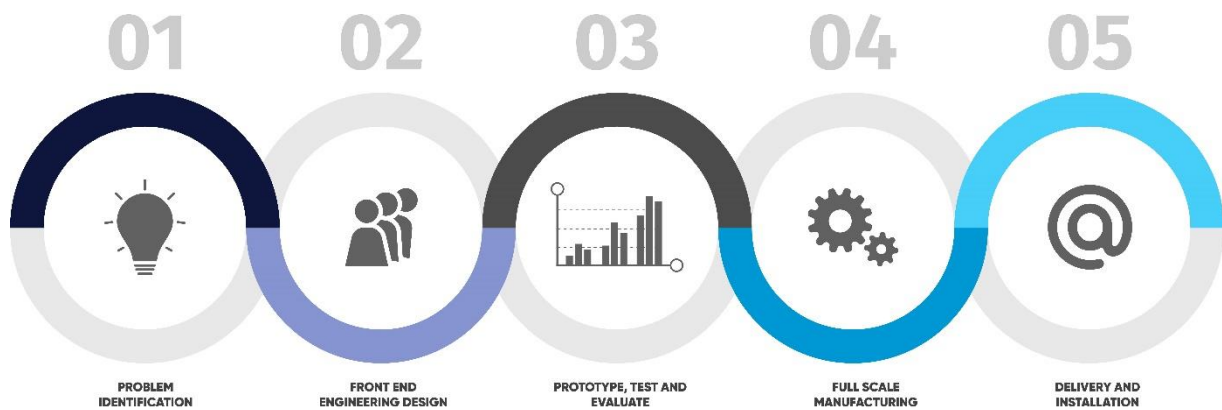 01 02 03 04 05
PROBLEM
IDENTIFICATION
FRONT END
ENGINEERING DESIGN
PROTOTYPE, TEST AND
EVALUATE
FULL SCALE
MANUFACTURING
DELIVERY AND
INSTALLATION